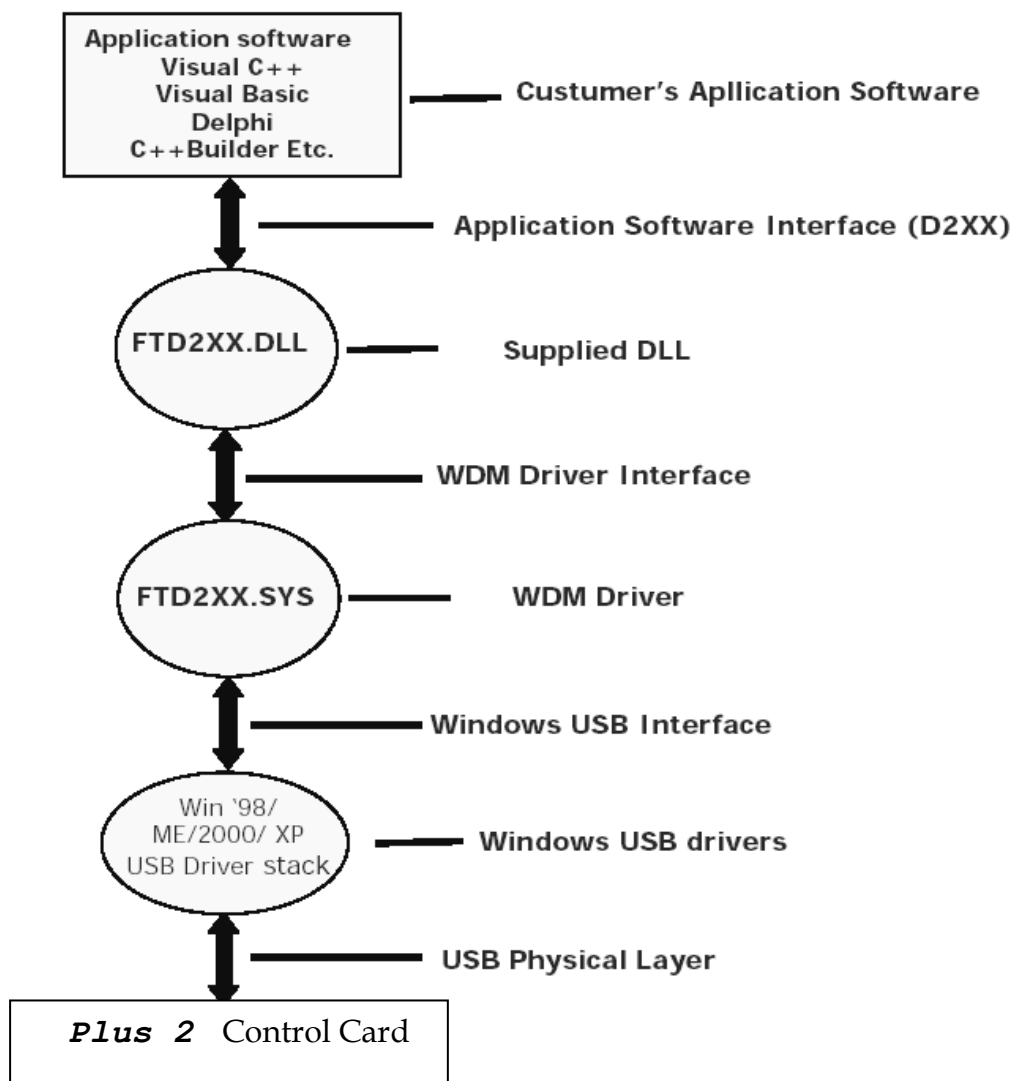 Application software
Visual C++
Visual Basic
Delphi
C++Builder Etc.
Custumer's Apllication Software
Application Software Interface (D2XX)
FTD2XX.DLL
Supplied DLL
WDM Driver Interface
FTD2XX.SYS
WDM Driver
Windows USB Interface
Win '98/
ME/2000/ XP
USB Driver stack
Windows USB drivers
USB Physical Layer
Plus 2 Control Card